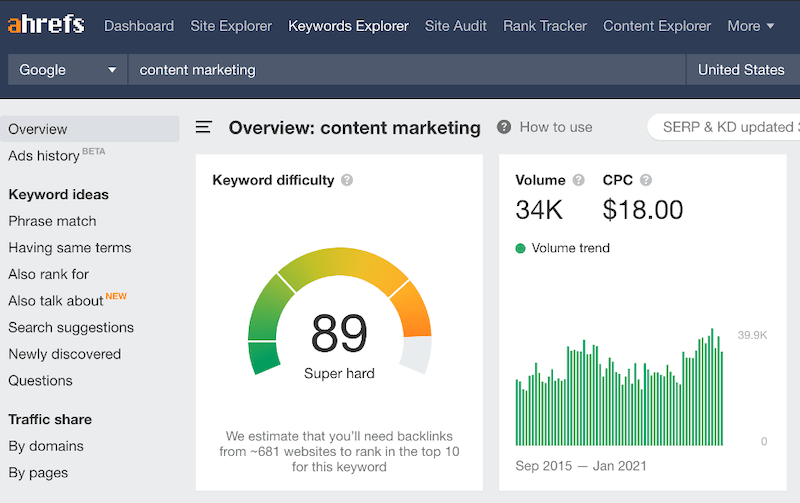 ahrefs Dashboard Site Explorer Keywords Explorer Site Audit Rank Tracker Content Explorer More
Google content marketing United States
Overview
Ads history BETA
Keyword ideas
Phrase match
Having same terms
Also rank for
Also talk about NEW
Search suggestions
Newly discovered
Questions
Traffic share
By domains
By pages
Overview: content marketing ? How to use SERP & KD updated 3
Keyword difficulty ?
89
Super hard
We estimate that you'll need backlinks
from ~681 websites to rank in the top 10
for this keyword
Volume ? CPC ?
34K $18.00
Volume trend
39.9K
0
Sep 2015 — Jan 2021